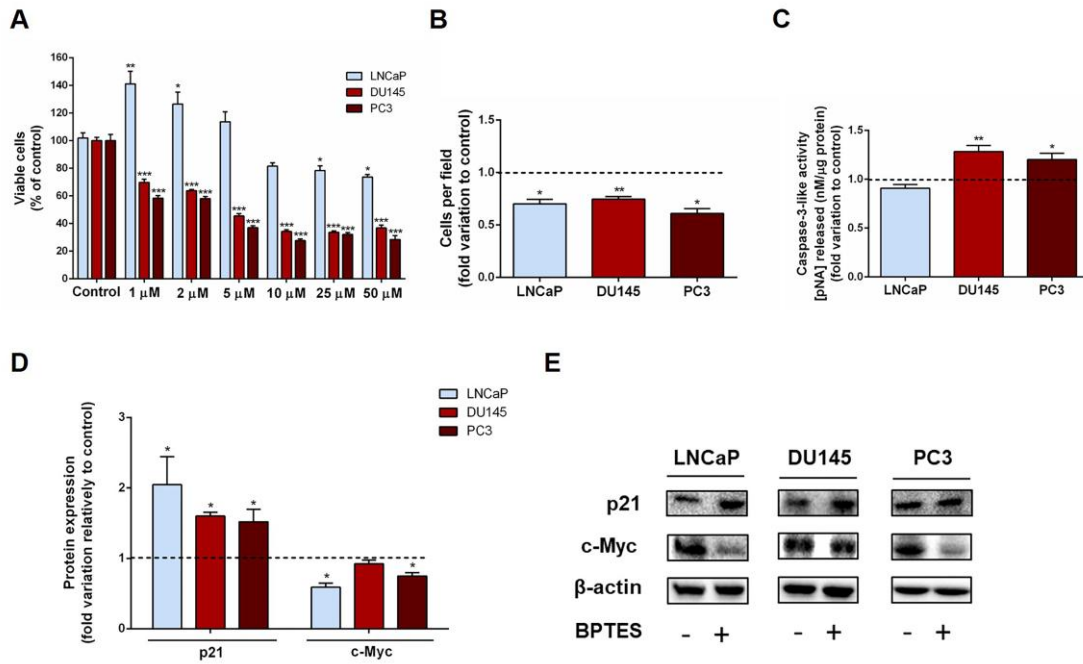 A
Viable cells
(% of control)
160
140
120
100
80
60
40
20
0
** *** ***
* *** ***
*** ***
*** ***
* *** ***
* *** ***
Control 1 μM 2 μM 5 μM 10 μM 25 μM 50 μM
LNCaP
DU145
PC3
B
Cells per field
(fold variation to control)
1.5
1.0
0.5
0.0
* ** *
LNCaP DU145 PC3
C
Caspase-3-like activity
[pNA] released (nM/μg protein)
(fold variation to control)
1.5
1.0
0.5
0.0
** *
LNCaP DU145 PC3
D
Protein expression
(fold variation relatively to control)
3
2
1
0
* * *
* *
p21 c-Myc
LNCaP
DU145
PC3
E
LNCaP DU145 PC3
p21
c-Myc
β-actin
BPTES - + - + - +